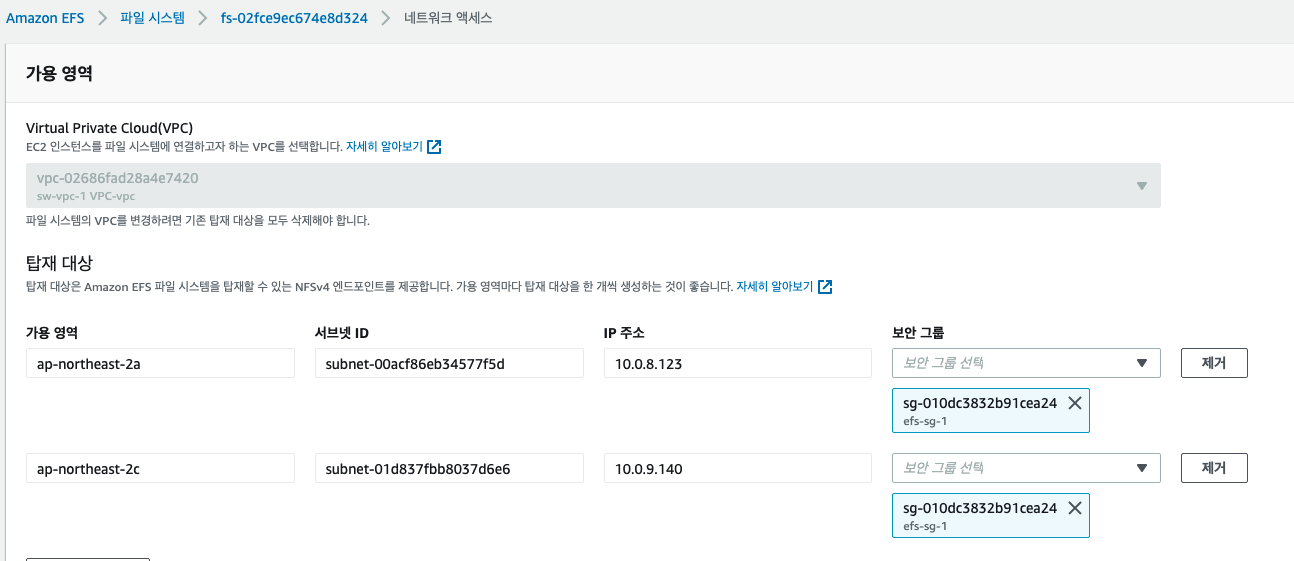 Amazon EFS > 파일 시스템 > fs-02fce9ec674e8d324 > 네트워크 액세스
가용 영역
Virtual Private Cloud(VPC)
EC2 인스턴스를 파일 시스템에 연결하고자 하는 VPC를 선택합니다. 자세히 알아보기
vpc-02686fad28a4e7420
sw-vpc-1 VPC-vpc
파일 시스템의 VPC를 변경하려면 기존 탑재 대상을 모두 삭제해야 합니다.
탑재 대상
탑재 대상은 Amazon EFS 파일 시스템을 탑재할 수 있는 NFSv4 엔드포인트를 제공합니다. 가용 영역마다 탑재 대상을 한 개씩 생성하는 것이 좋습니다. 자세히 알아보기
가용 영역 서브넷 ID IP 주소 보안 그룹
ap-northeast-2a subnet-00acf86eb34577f5d 10.0.8.123 보안 그룹 선택 제거
sg-010dc3832b91cea24
efs-sg-1
ap-northeast-2c subnet-01d837fbb8037d6e6 10.0.9.140 보안 그룹 선택 제거
sg-010dc3832b91cea24
efs-sg-1